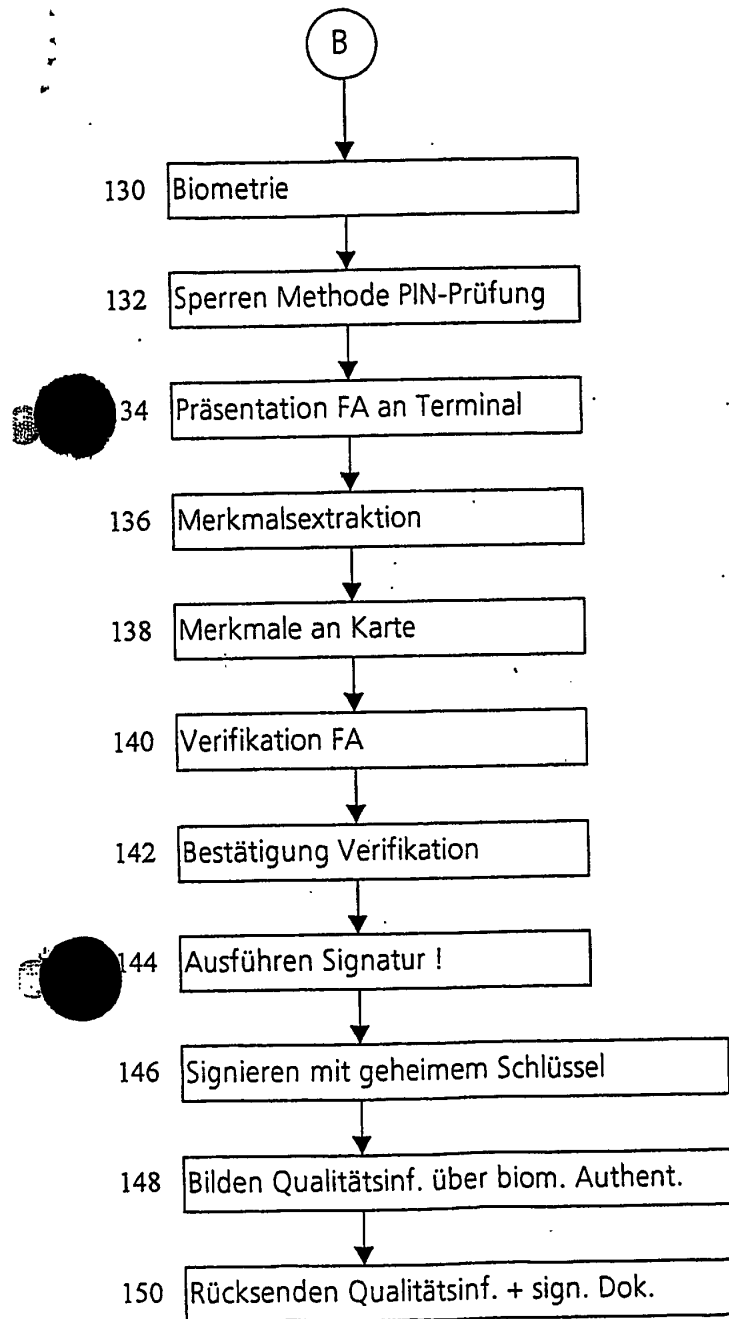 B
130 Biometrie
132 Sperren Methode PIN-Prüfung
34 Präsentation FA an Terminal
136 Merkmalsextraktion
138 Merkmale an Karte
140 Verifikation FA
142 Bestätigung Verifikation
144 Ausführen Signatur !
146 Signieren mit geheimem Schlüssel
148 Bilden Qualitätsinf. über biom. Authent.
150 Rücksenden Qualitätsinf. + sign. Dok.